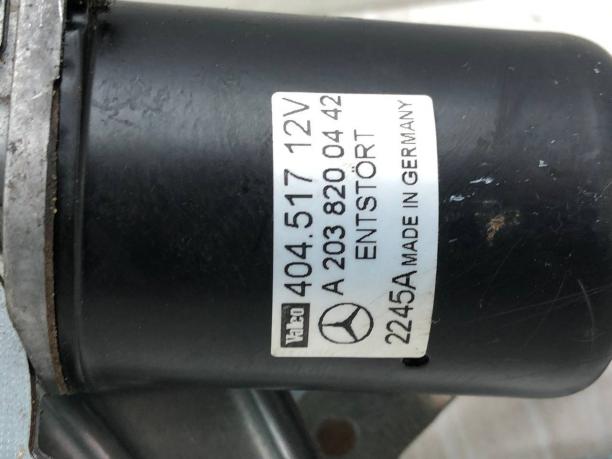 Valeo 404.517 12V
A 203 820 04 42
ENTSTÖRT
2245A MADE IN GERMANY